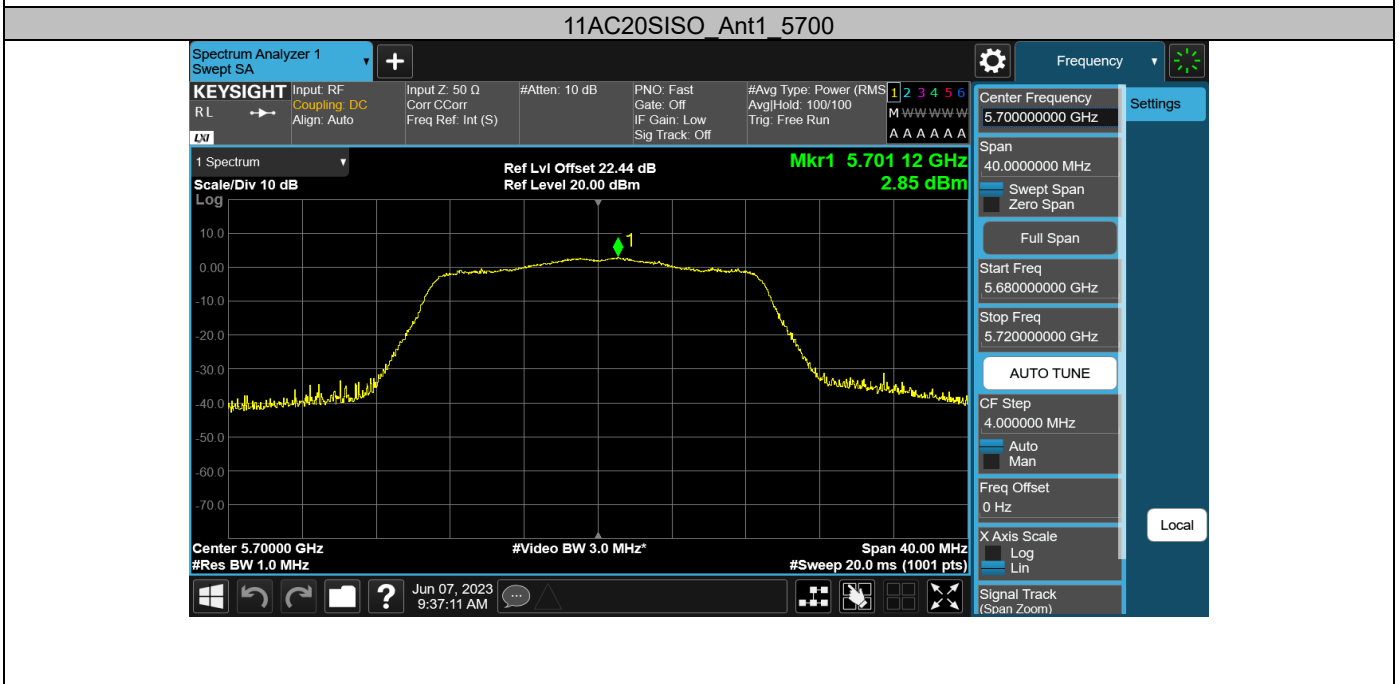 11AC20SISO_Ant1_5700
Spectrum Analyzer 1
Swept SA
Frequency
KEYSIGHT
R L
LXI
Input: RF
Coupling: DC
Align: Auto
Input Z: 50 Ω
Corr CCorr
Freq Ref: Int (S)
#Atten: 10 dB
PNO: Fast
Gate: Off
IF Gain: Low
Sig Track: Off
#Avg Type: Power (RMS
Avg|Hold: 100/100
Trig: Free Run
1 2 3 4 5 6
M W W W W W
A A A A A A
1 Spectrum
Scale/Div 10 dB
Ref Lvl Offset 22.44 dB
Ref Level 20.00 dBm
Mkr1 5.701 12 GHz
2.85 dBm
Log
10.0
0.00
-10.0
-20.0
-30.0
-40.0
-50.0
-60.0
-70.0
1
Center 5.70000 GHz
#Res BW 1.0 MHz
#Video BW 3.0 MHz*
Span 40.00 MHz
#Sweep 20.0 ms (1001 pts)
Jun 07, 2023
9:37:11 AM
Center Frequency
5.700000000 GHz
Settings
Span
40.0000000 MHz
Swept Span
Zero Span
Full Span
Start Freq
5.680000000 GHz
Stop Freq
5.720000000 GHz
AUTO TUNE
CF Step
4.000000 MHz
Auto
Man
Freq Offset
0 Hz
Local
X Axis Scale
Log
Lin
Signal Track
(Span Zoom)